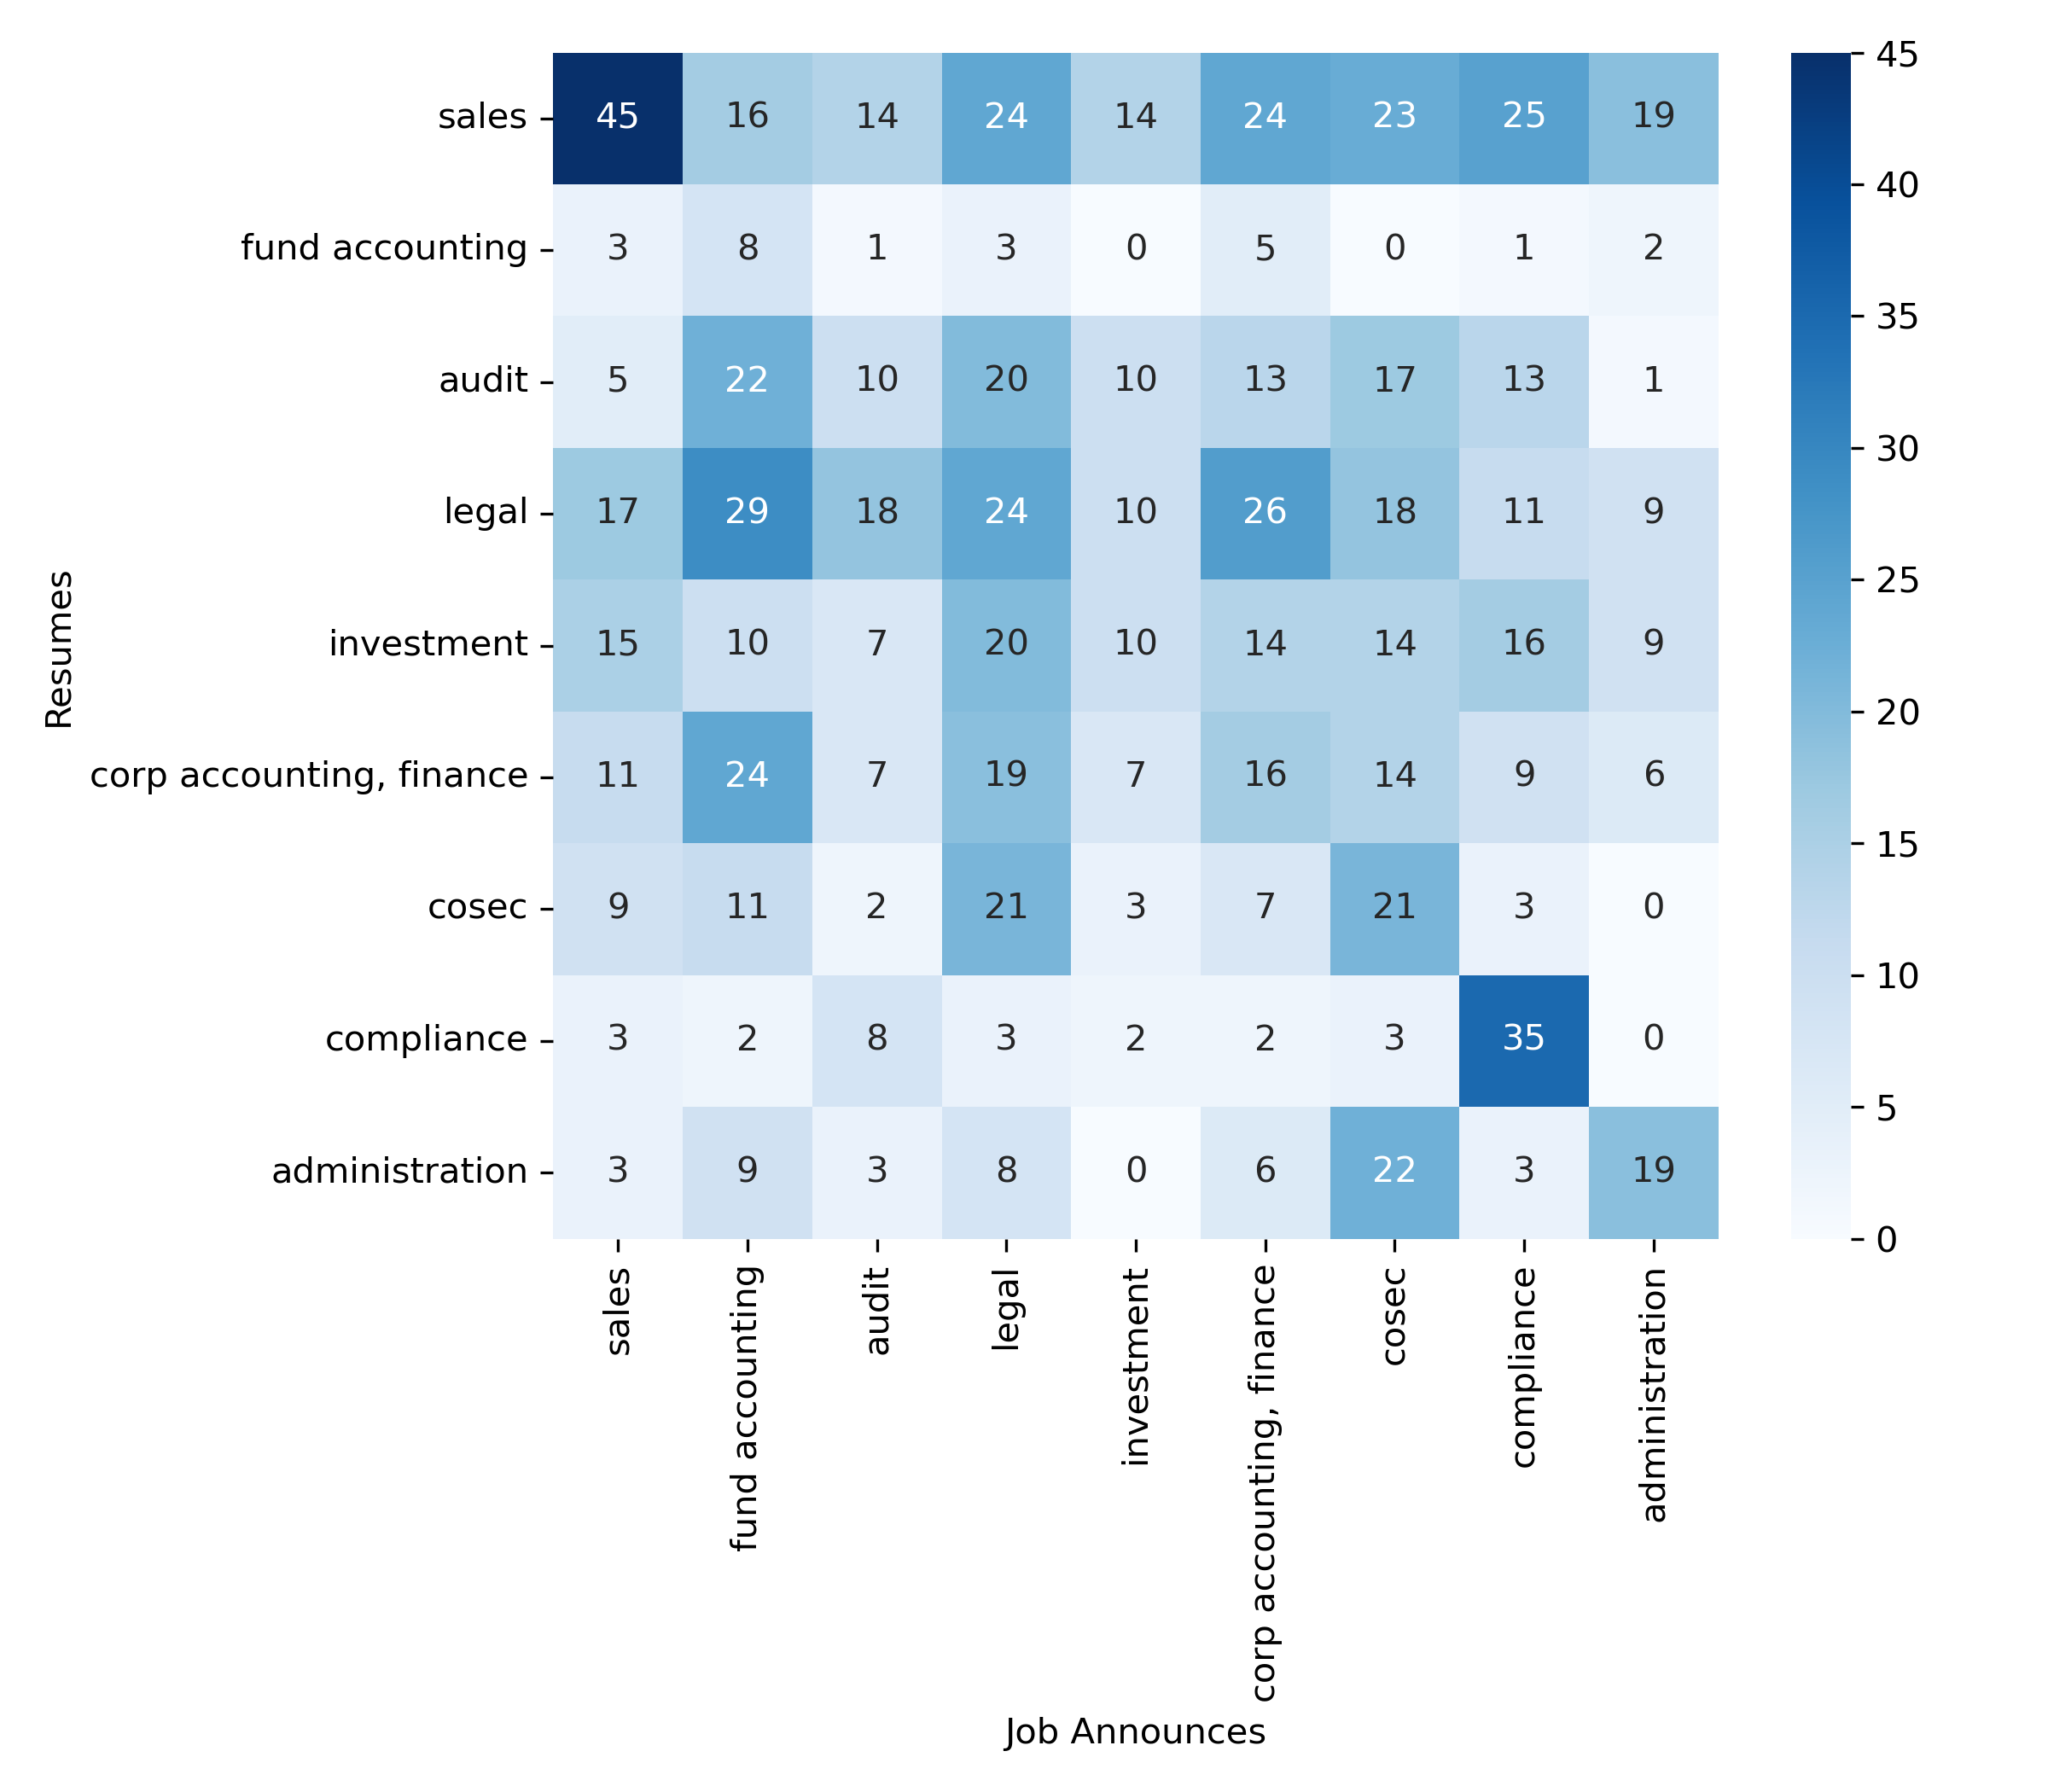 sales 45 16 14 24 14 24 23 25 19
fund accounting 3 8 1 3 0 5 0 1 2
audit 5 22 10 20 10 13 17 13 1
legal 17 29 18 24 10 26 18 11 9
investment 15 10 7 20 10 14 14 16 9
corp accounting, finance 11 24 7 19 7 16 14 9 6
cosec 9 11 2 21 3 7 21 3 0
compliance 3 2 8 3 2 2 3 35 0
administration 3 9 3 8 0 6 22 3 19
Resumes
sales
fund accounting
audit
legal
investment
corp accounting, finance
cosec
compliance
administration
Job Announces
45
40
35
30
25
20
15
10
5
0